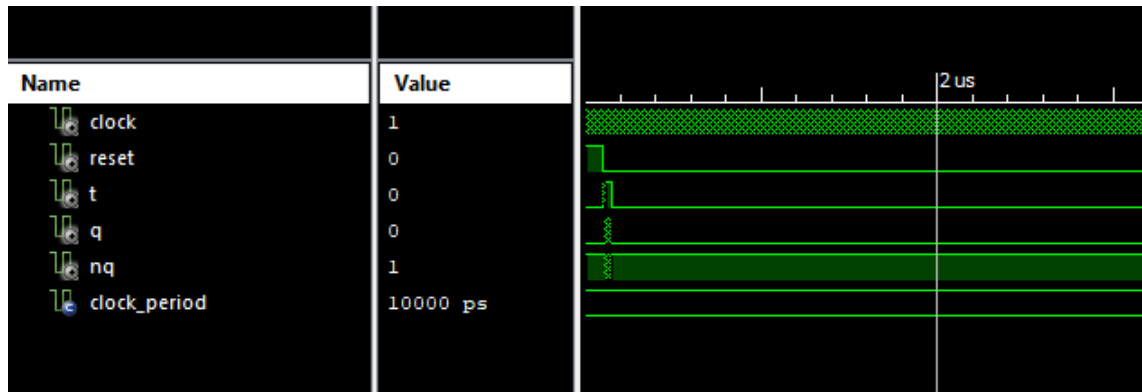 Name Value
2 us
clock 1
reset 0
t 0
q 0
nq 1
clock_period 10000 ps